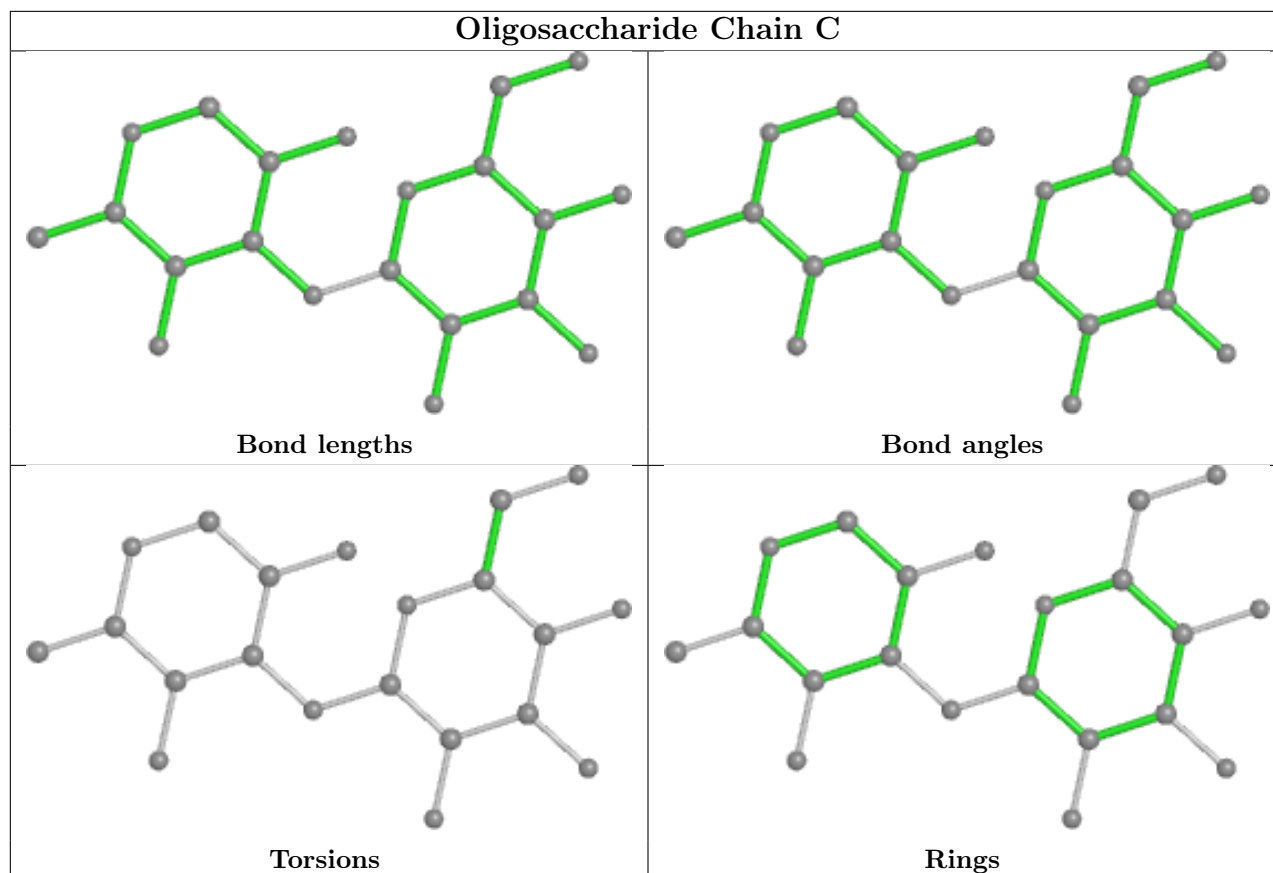 Oligosaccharide Chain C
Bond lengths
Bond angles
Torsions
Rings